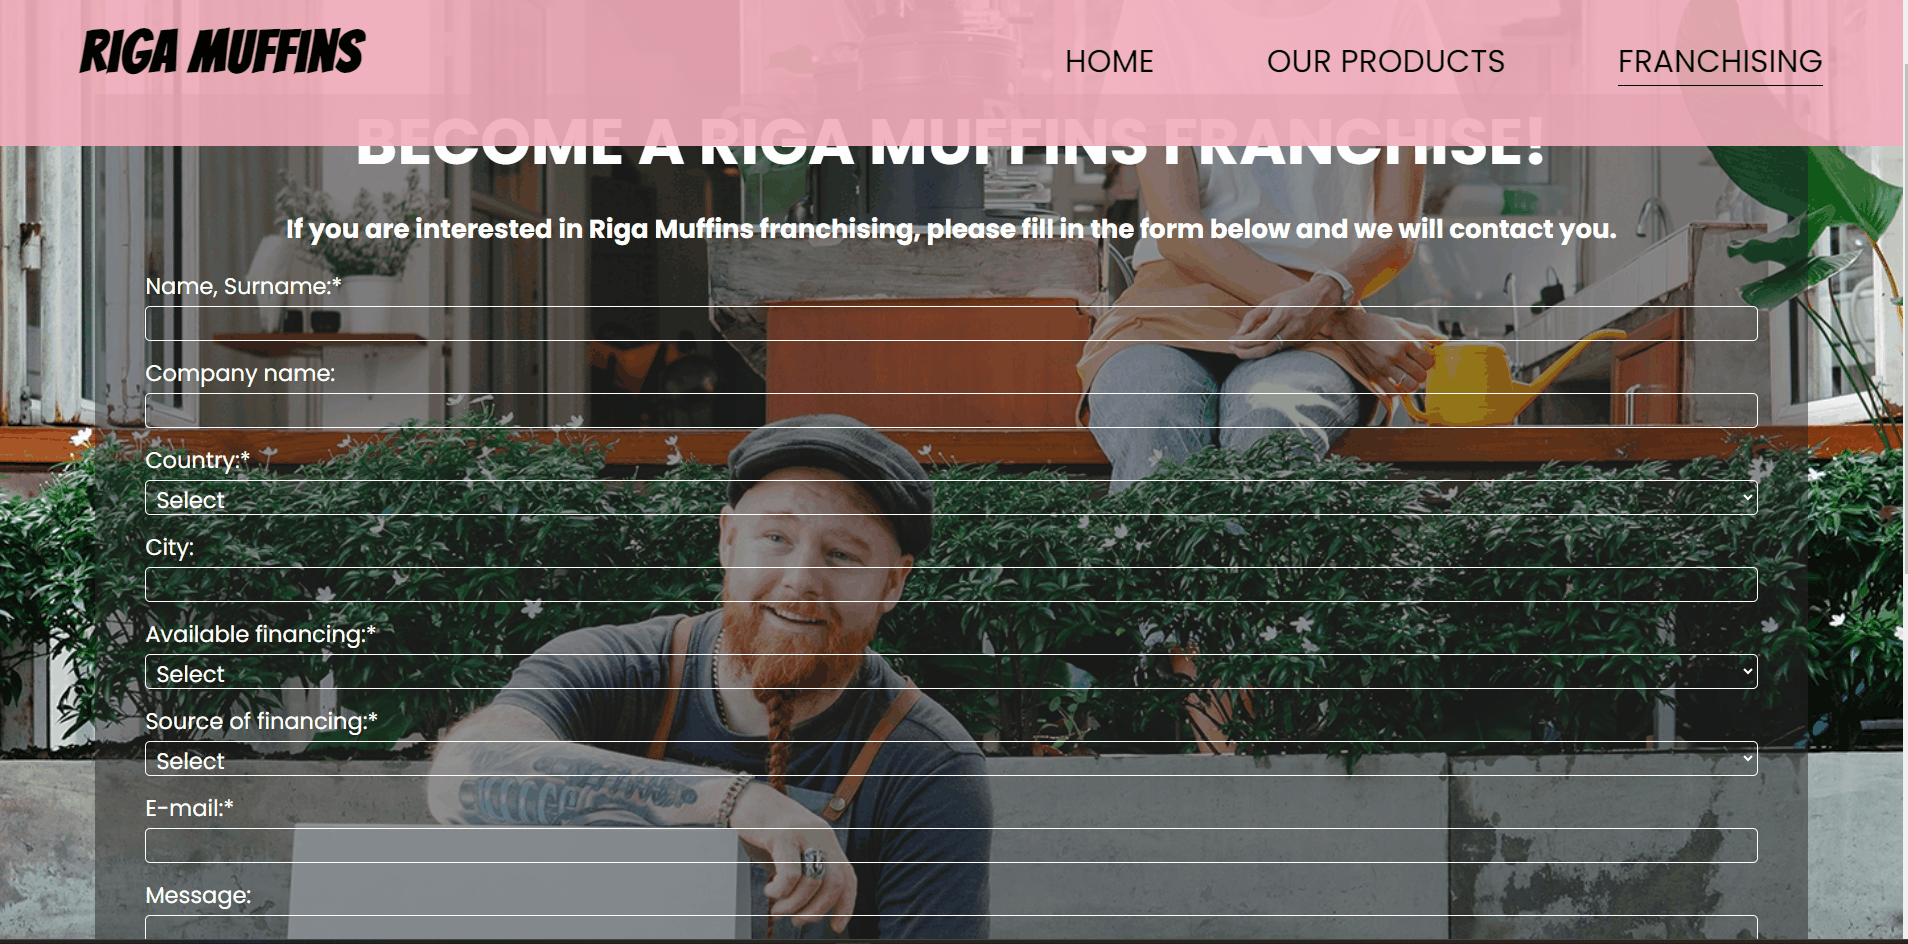 RIGA MUFFINS
HOME OUR PRODUCTS FRANCHISING
BECOME A RIGA MUFFINS FRANCHISE!
If you are interested in Riga Muffins franchising, please fill in the form below and we will contact you.
Name, Surname:*
Company name:
Country:*
Select
City:
Available financing:*
Select
Source of financing:*
Select
E-mail:*
Message: